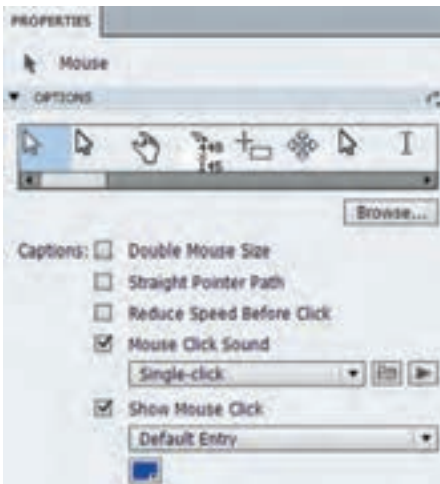 PROPERTIES
Mouse
OPTIONS
Browse...
Captions: Double Mouse Size
Straight Pointer Path
Reduce Speed Before Click
Mouse Click Sound
Single-click
Show Mouse Click
Default Entry